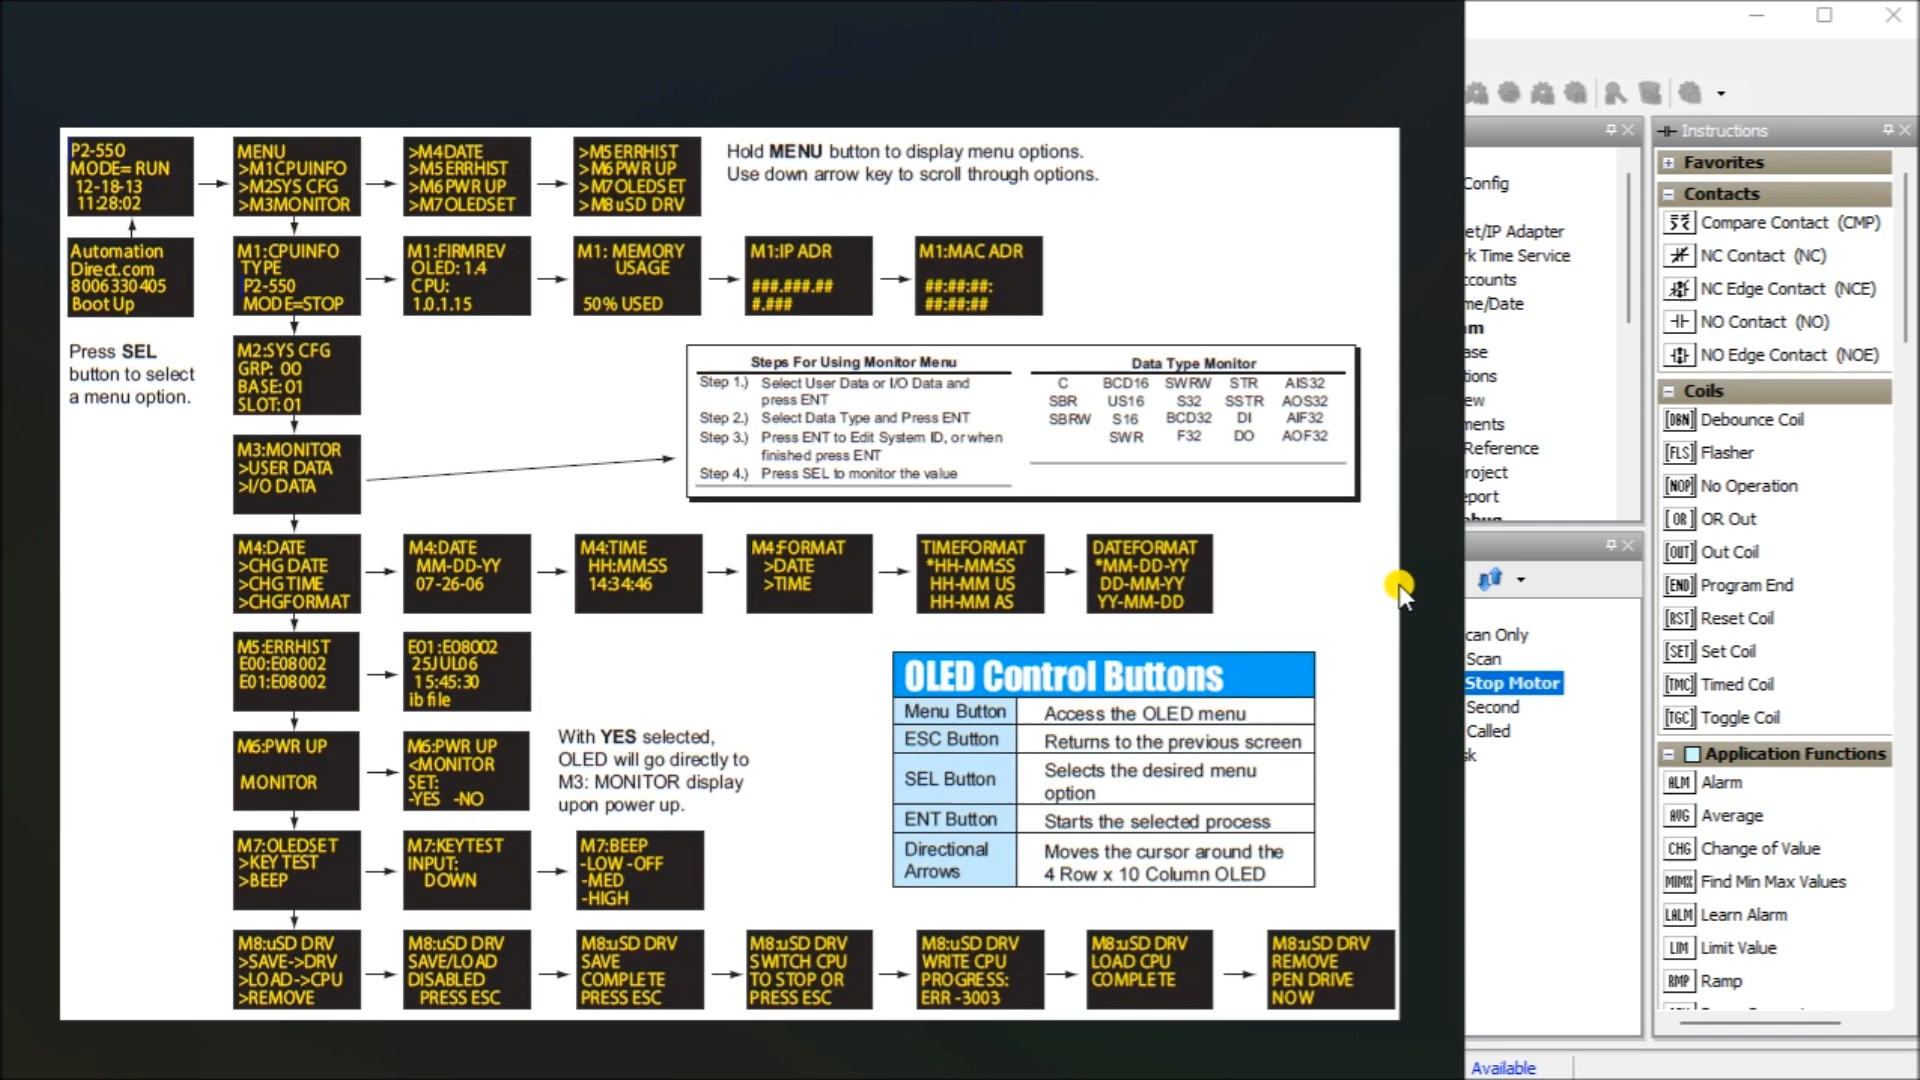 P2-550
MODE= RUN
12-18-13
11:28:02
MENU
>M1CPUINFO
>M2SYS CFG
>M3MONITOR
>M4DATE
>M5ERRHIST
>M6PWR UP
>M7OLEDSET
>M5ERRHIST
>M6PWR UP
>M7OLEDSET
>M8uSD DRV
Hold MENU button to display menu options.
Use down arrow key to scroll through options.
Automation
Direct.com
8006330405
Boot Up
M1:CPUINFO
TYPE
P2-550
MODE=STOP
M1:FIRMREV
OLED: 1.4
CPU:
1.0.1.15
M1: MEMORY
USAGE
50% USED
M1:IP ADR
###.###.##
#.###
M1:MAC ADR
##:##:##:
##:##:##
Press SEL
button to select
a menu option.
M2:SYS CFG
GRP: 00
BASE: 01
SLOT: 01
M3:MONITOR
>USER DATA
>I/O DATA
Steps For Using Monitor Menu
Step 1.) Select User Data or I/O Data and
press ENT
Step 2.) Select Data Type and Press ENT
Step 3.) Press ENT to Edit System ID, or when
finished press ENT
Step 4.) Press SEL to monitor the value
Data Type Monitor
C BCD16 SWRW STR AIS32
SBR US16 S32 SSTR AOS32
SBRW S16 BCD32 DI AIF32
SWR F32 DO AOF32
M4:DATE
>CHG DATE
>CHG TIME
>CHGFORMAT
M4:DATE
MM-DD-YY
07-26-06
M4:TIME
HH:MM:SS
14:34:46
M4:FORMAT
>DATE
>TIME
TIMEFORMAT
*HH-MM:SS
HH-MM US
HH-MM AS
DATEFORMAT
*MM-DD-YY
DD-MM-YY
YY-MM-DD
M5:ERRHIST
E00:E08002
E01:E08002
E01:E08002
25JUL06
15:45:30
ib file
M6:PWR UP
MONITOR
M6:PWR UP
<MONITOR
SET:
-YES -NO
With YES selected,
OLED will go directly to
M3: MONITOR display
upon power up.
OLED Control Buttons
Menu Button Access the OLED menu
ESC Button Returns to the previous screen
SEL Button Selects the desired menu
option
ENT Button Starts the selected process
Directional Arrows Moves the cursor around the
4 Row x 10 Column OLED
M7:OLEDSET
>KEY TEST
>BEEP
M7:KEYTEST
INPUT:
DOWN
M7:BEEP
-LOW -OFF
-MED
-HIGH
M8:uSD DRV
>SAVE->DRV
>LOAD->CPU
>REMOVE
M8:uSD DRV
SAVE/LOAD
DISABLED
PRESS ESC
M8:uSD DRV
SAVE
COMPLETE
PRESS ESC
M8:uSD DRV
SWITCH CPU
TO STOP OR
PRESS ESC
M8:uSD DRV
WRITE CPU
PROGRESS:
ERR -3003
M8:uSD DRV
LOAD CPU
COMPLETE
M8:uSD DRV
REMOVE
PEN DRIVE
NOW
Config
et/IP Adapter
rk Time Service
ccounts
me/Date
am
ase
tions
ew
ments
Reference
roject
eport
can Only
Scan
Stop Motor
Second
Called
sk
Instructions
Favorites
Contacts
Compare Contact (CMP)
NC Contact (NC)
NC Edge Contact (NCE)
NO Contact (NO)
NO Edge Contact (NOE)
Coils
[DBN] Debounce Coil
[FLS] Flasher
[NOP] No Operation
[OR] OR Out
[OUT] Out Coil
[END] Program End
[RST] Reset Coil
[SET] Set Coil
[TMC] Timed Coil
[TGC] Toggle Coil
Application Functions
ALM Alarm
AVG Average
CHG Change of Value
MIMX Find Min Max Values
LALM Learn Alarm
LIM Limit Value
RMP Ramp
Available